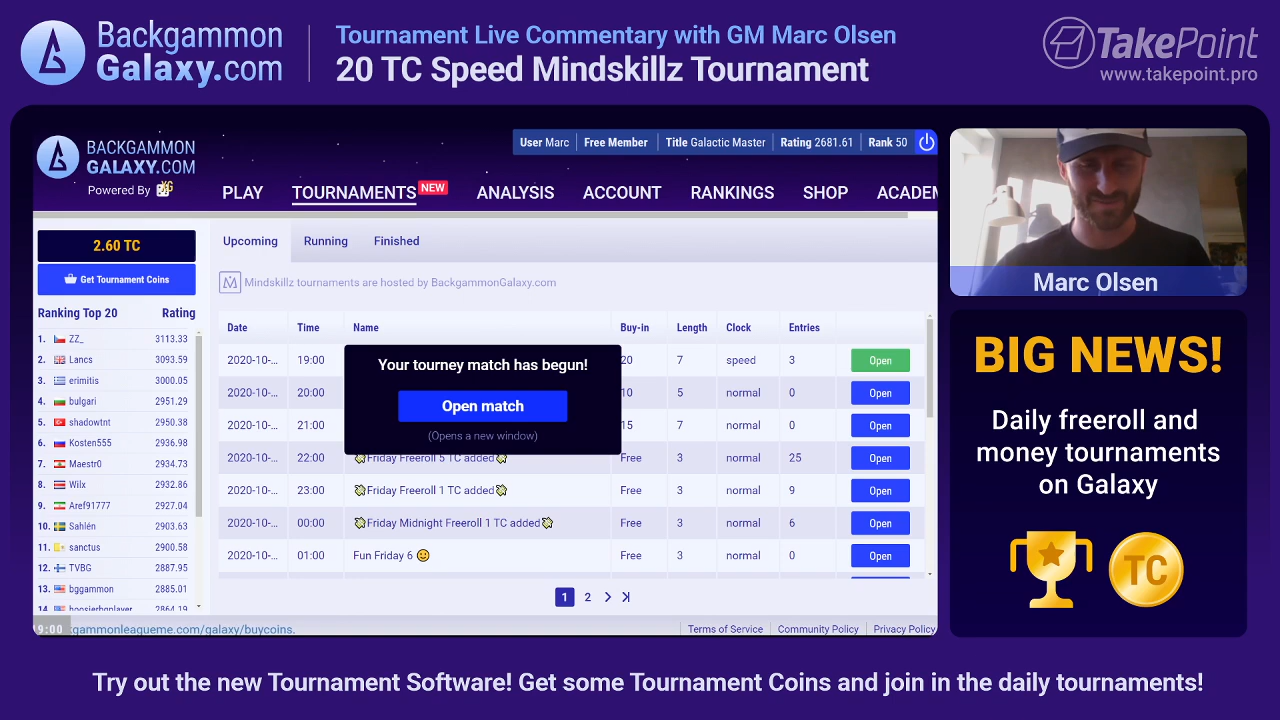 Backgammon
Galaxy.com
Tournament Live Commentary with GM Marc Olsen
20 TC Speed Mindskillz Tournament
TakePoint
www.takepoint.pro
BACKGAMMON
GALAXY.COM
Powered By
User Marc
Free Member
Title Galactic Master
Rating 2681.61
Rank 50
PLAY
TOURNAMENTS NEW
ANALYSIS
ACCOUNT
RANKINGS
SHOP
ACADEM
2.60 TC
Get Tournament Coins
Ranking Top 20 Rating
1. ZZ_ 3113.33
2. Lancs 3093.59
3. erimitis 3000.05
4. bulgari 2951.29
5. shadowtnt 2950.38
6. Kosten555 2936.98
7. Maestr0 2934.73
8. Wilx 2932.86
9. Aref91777 2927.04
10. Sahlén 2903.63
11. sanctus 2900.58
12. TVBG 2887.95
13. bggammon 2885.01
14. hoosierbgplayer 2864.19
Upcoming Running Finished
Mindskillz tournaments are hosted by BackgammonGalaxy.com
Date Time Name Buy-in Length Clock Entries
2020-10-... 19:00 20 7 speed 3 Open
2020-10-... 20:00 10 5 normal 0 Open
2020-10-... 21:00 15 7 normal 0 Open
2020-10-... 22:00 Friday Freeroll 5 TC added Free 3 normal 25 Open
2020-10-... 23:00 Friday Freeroll 1 TC added Free 3 normal 9 Open
2020-10-... 00:00 Friday Midnight Freeroll 1 TC added Free 3 normal 6 Open
2020-10-... 01:00 Fun Friday 6 Free 3 normal 0 Open
Your tourney match has begun!
Open match
(Opens a new window)
1 2
19:00
gammonleagueme.com/galaxy/buycoins.
Terms of Service
Community Policy
Privacy Policy
Marc Olsen
BIG NEWS!
Daily freeroll and
money tournaments
on Galaxy
TC
Try out the new Tournament Software! Get some Tournament Coins and join in the daily tournaments!